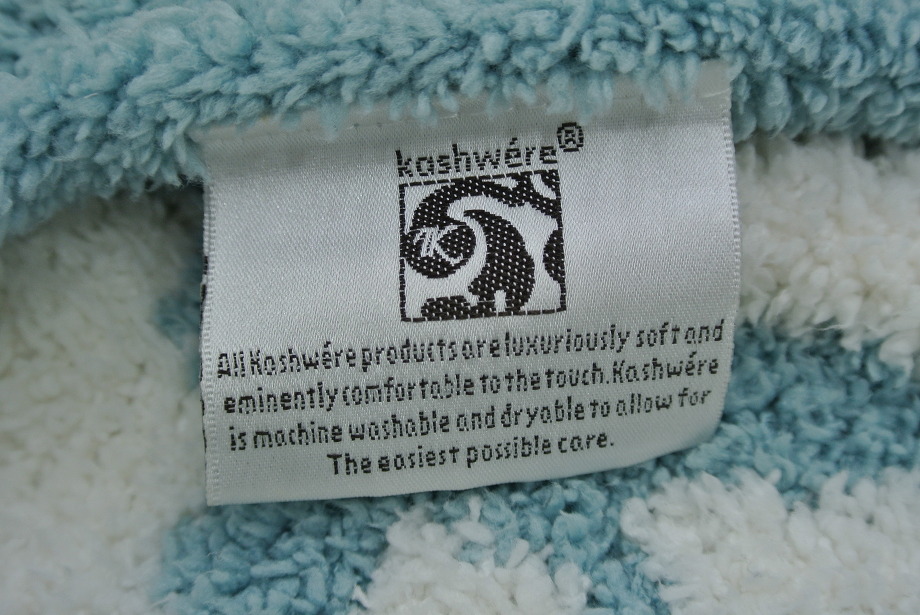 kashwére®
K
All Kashwére products are luxuriously soft and
eminently comfortable to the touch. Kashwére
is machine washable and dryable to allow for
The easiest possible care.